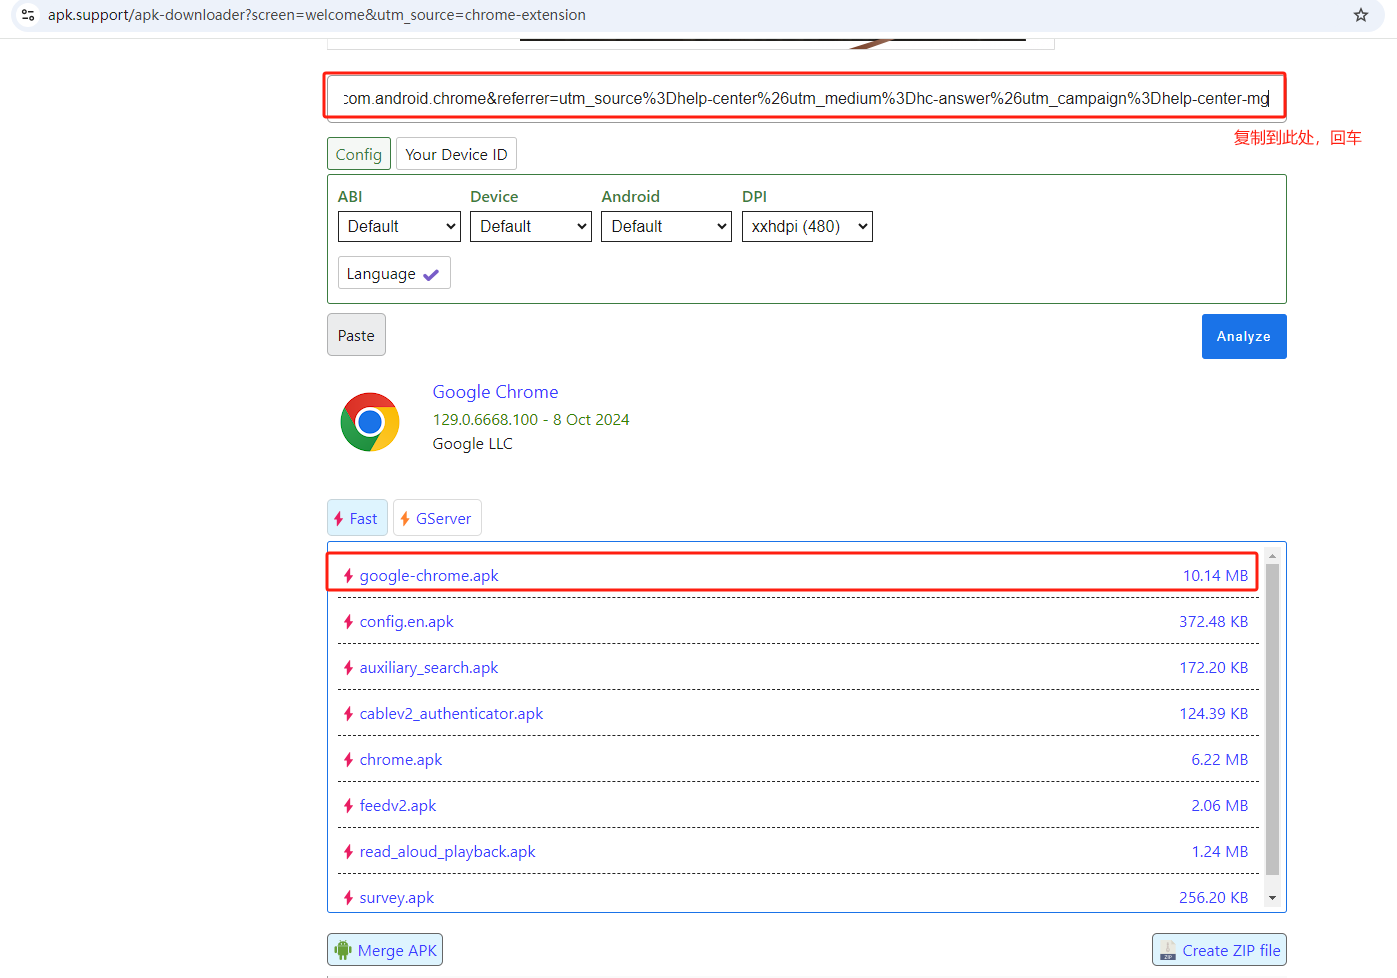 apk.support/apk-downloader?screen=welcome&utm_source=chrome-extension
com.android.chrome&referrer=utm_source%3Dhelp-center%26utm_medium%3Dhc-answer%26utm_campaign%3Dhelp-center-mg
复制到此处，回车
Config Your Device ID
ABI Device Android DPI
Default Default Default xxhdpi (480)
Language
Paste Analyze
Google Chrome
129.0.6668.100 - 8 Oct 2024
Google LLC
Fast GServer
google-chrome.apk 10.14 MB
config.en.apk 372.48 KB
auxiliary_search.apk 172.20 KB
cablev2_authenticator.apk 124.39 KB
chrome.apk 6.22 MB
feedv2.apk 2.06 MB
read_aloud_playback.apk 1.24 MB
survey.apk 256.20 KB
Merge APK Create ZIP file